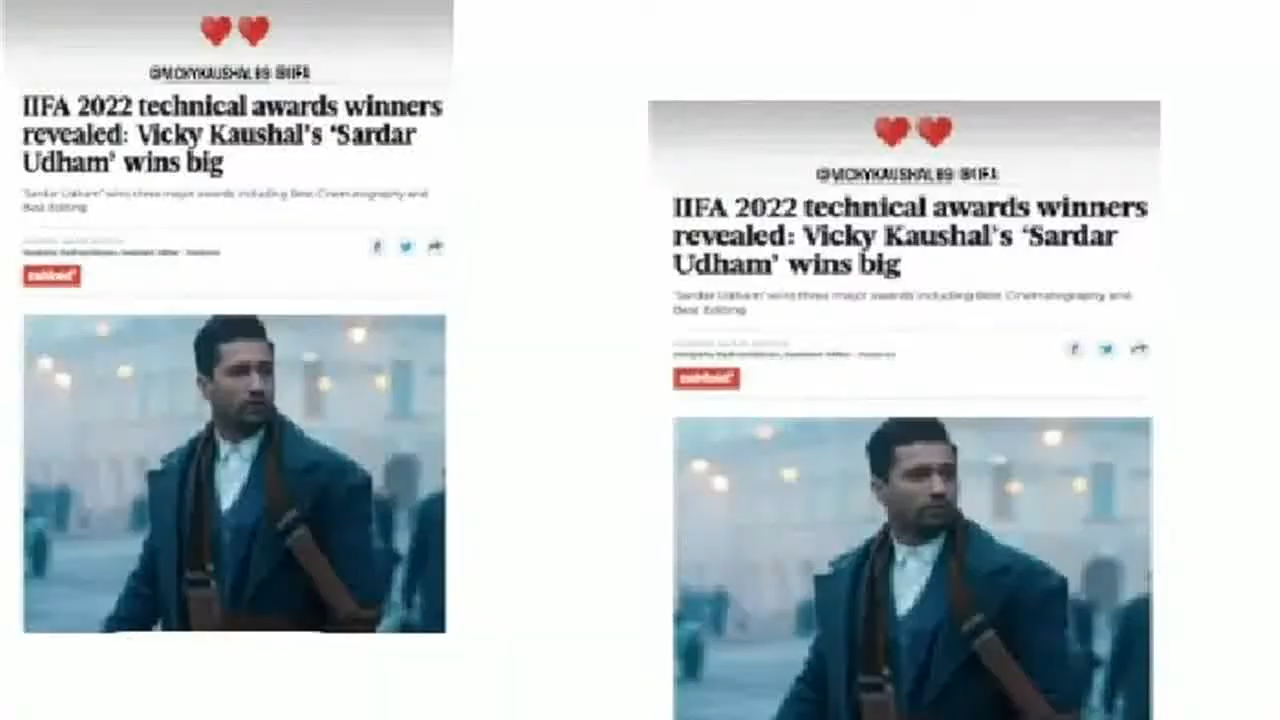 @VICKYKAUSHAL09 @IIFA
IIFA 2022 technical awards winners
revealed: Vicky Kaushal's 'Sardar
Udham' wins big
'Sardar Udham' wins three major awards including Best Cinematography and
Best Editing
@VICKYKAUSHAL09 @IIFA
IIFA 2022 technical awards winners
revealed: Vicky Kaushal's 'Sardar
Udham' wins big
'Sardar Udham' wins three major awards including Best Cinematography and
Best Editing